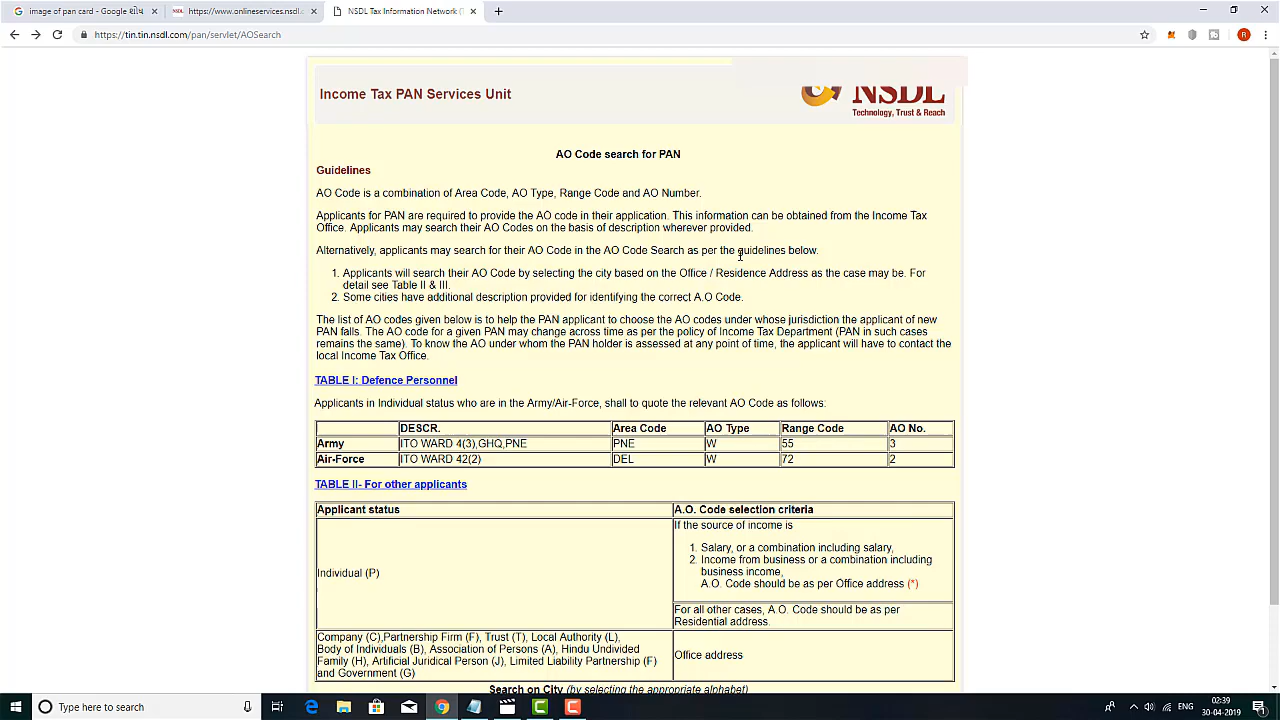 image of pan card - Google
https://www.onlineservices.nsdl.
NSDL Tax Information Network (
https://tin.tin.nsdl.com/pan/servlet/AOSearch
R
Income Tax PAN Services Unit
NSDL
Technology, Trust & Reach
AO Code search for PAN
Guidelines
AO Code is a combination of Area Code, AO Type, Range Code and AO Number.
Applicants for PAN are required to provide the AO code in their application. This information can be obtained from the Income Tax
Office. Applicants may search their AO Codes on the basis of description wherever provided.
Alternatively, applicants may search for their AO Code in the AO Code Search as per the guidelines below.
1. Applicants will search their AO Code by selecting the city based on the Office / Residence Address as the case may be. For
detail see Table II & III.
2. Some cities have additional description provided for identifying the correct A.O Code.
The list of AO codes given below is to help the PAN applicant to choose the AO codes under whose jurisdiction the applicant of new
PAN falls. The AO code for a given PAN may change across time as per the policy of Income Tax Department (PAN in such cases
remains the same). To know the AO under whom the PAN holder is assessed at any point of time, the applicant will have to contact the
local Income Tax Office.
TABLE I: Defence Personnel
Applicants in Individual status who are in the Army/Air-Force, shall to quote the relevant AO Code as follows:
DESCR. Area Code AO Type Range Code AO No.
Army ITO WARD 4(3),GHQ,PNE PNE W 55 3
Air-Force ITO WARD 42(2) DEL W 72 2
TABLE II- For other applicants
Applicant status A.O. Code selection criteria
If the source of income is
1. Salary, or a combination including salary,
2. Income from business or a combination including
business income,
A.O. Code should be as per Office address (*)
Individual (P)
For all other cases, A.O. Code should be as per
Residential address.
Company (C),Partnership Firm (F), Trust (T), Local Authority (L),
Body of Individuals (B), Association of Persons (A), Hindu Undivided
Family (H), Artificial Juridical Person (J), Limited Liability Partnership (F)
and Government (G)
Office address
Search on City (by selecting the appropriate alphabet)
Type here to search
ENG
02:39
30-04-2019